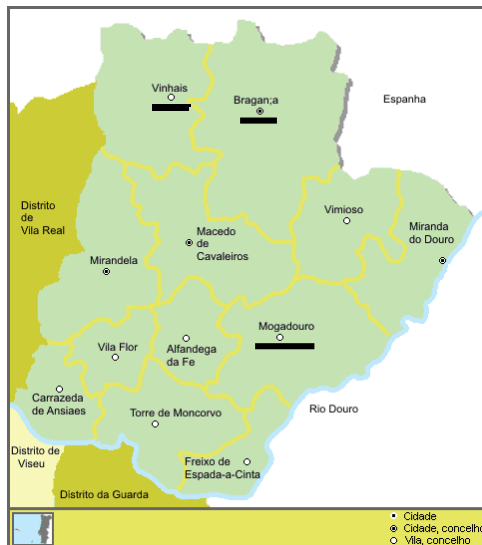 Vinhais
Bragan;a
Espanha
Distrito
de
Vila Real
Vimioso
Miranda
do Douro
Macedo
de
Cavaleiros
Mirandela
Mogadouro
Vila Flor
Alfandega
da Fe
Carrazeda
de Ansiaes
Torre de Moncorvo
Rio Douro
Distrito de
Viseu
Freixo de
Espada-a-Cinta
Distrito da Guarda
Cidade
Cidade, concelho
Vila, concelho